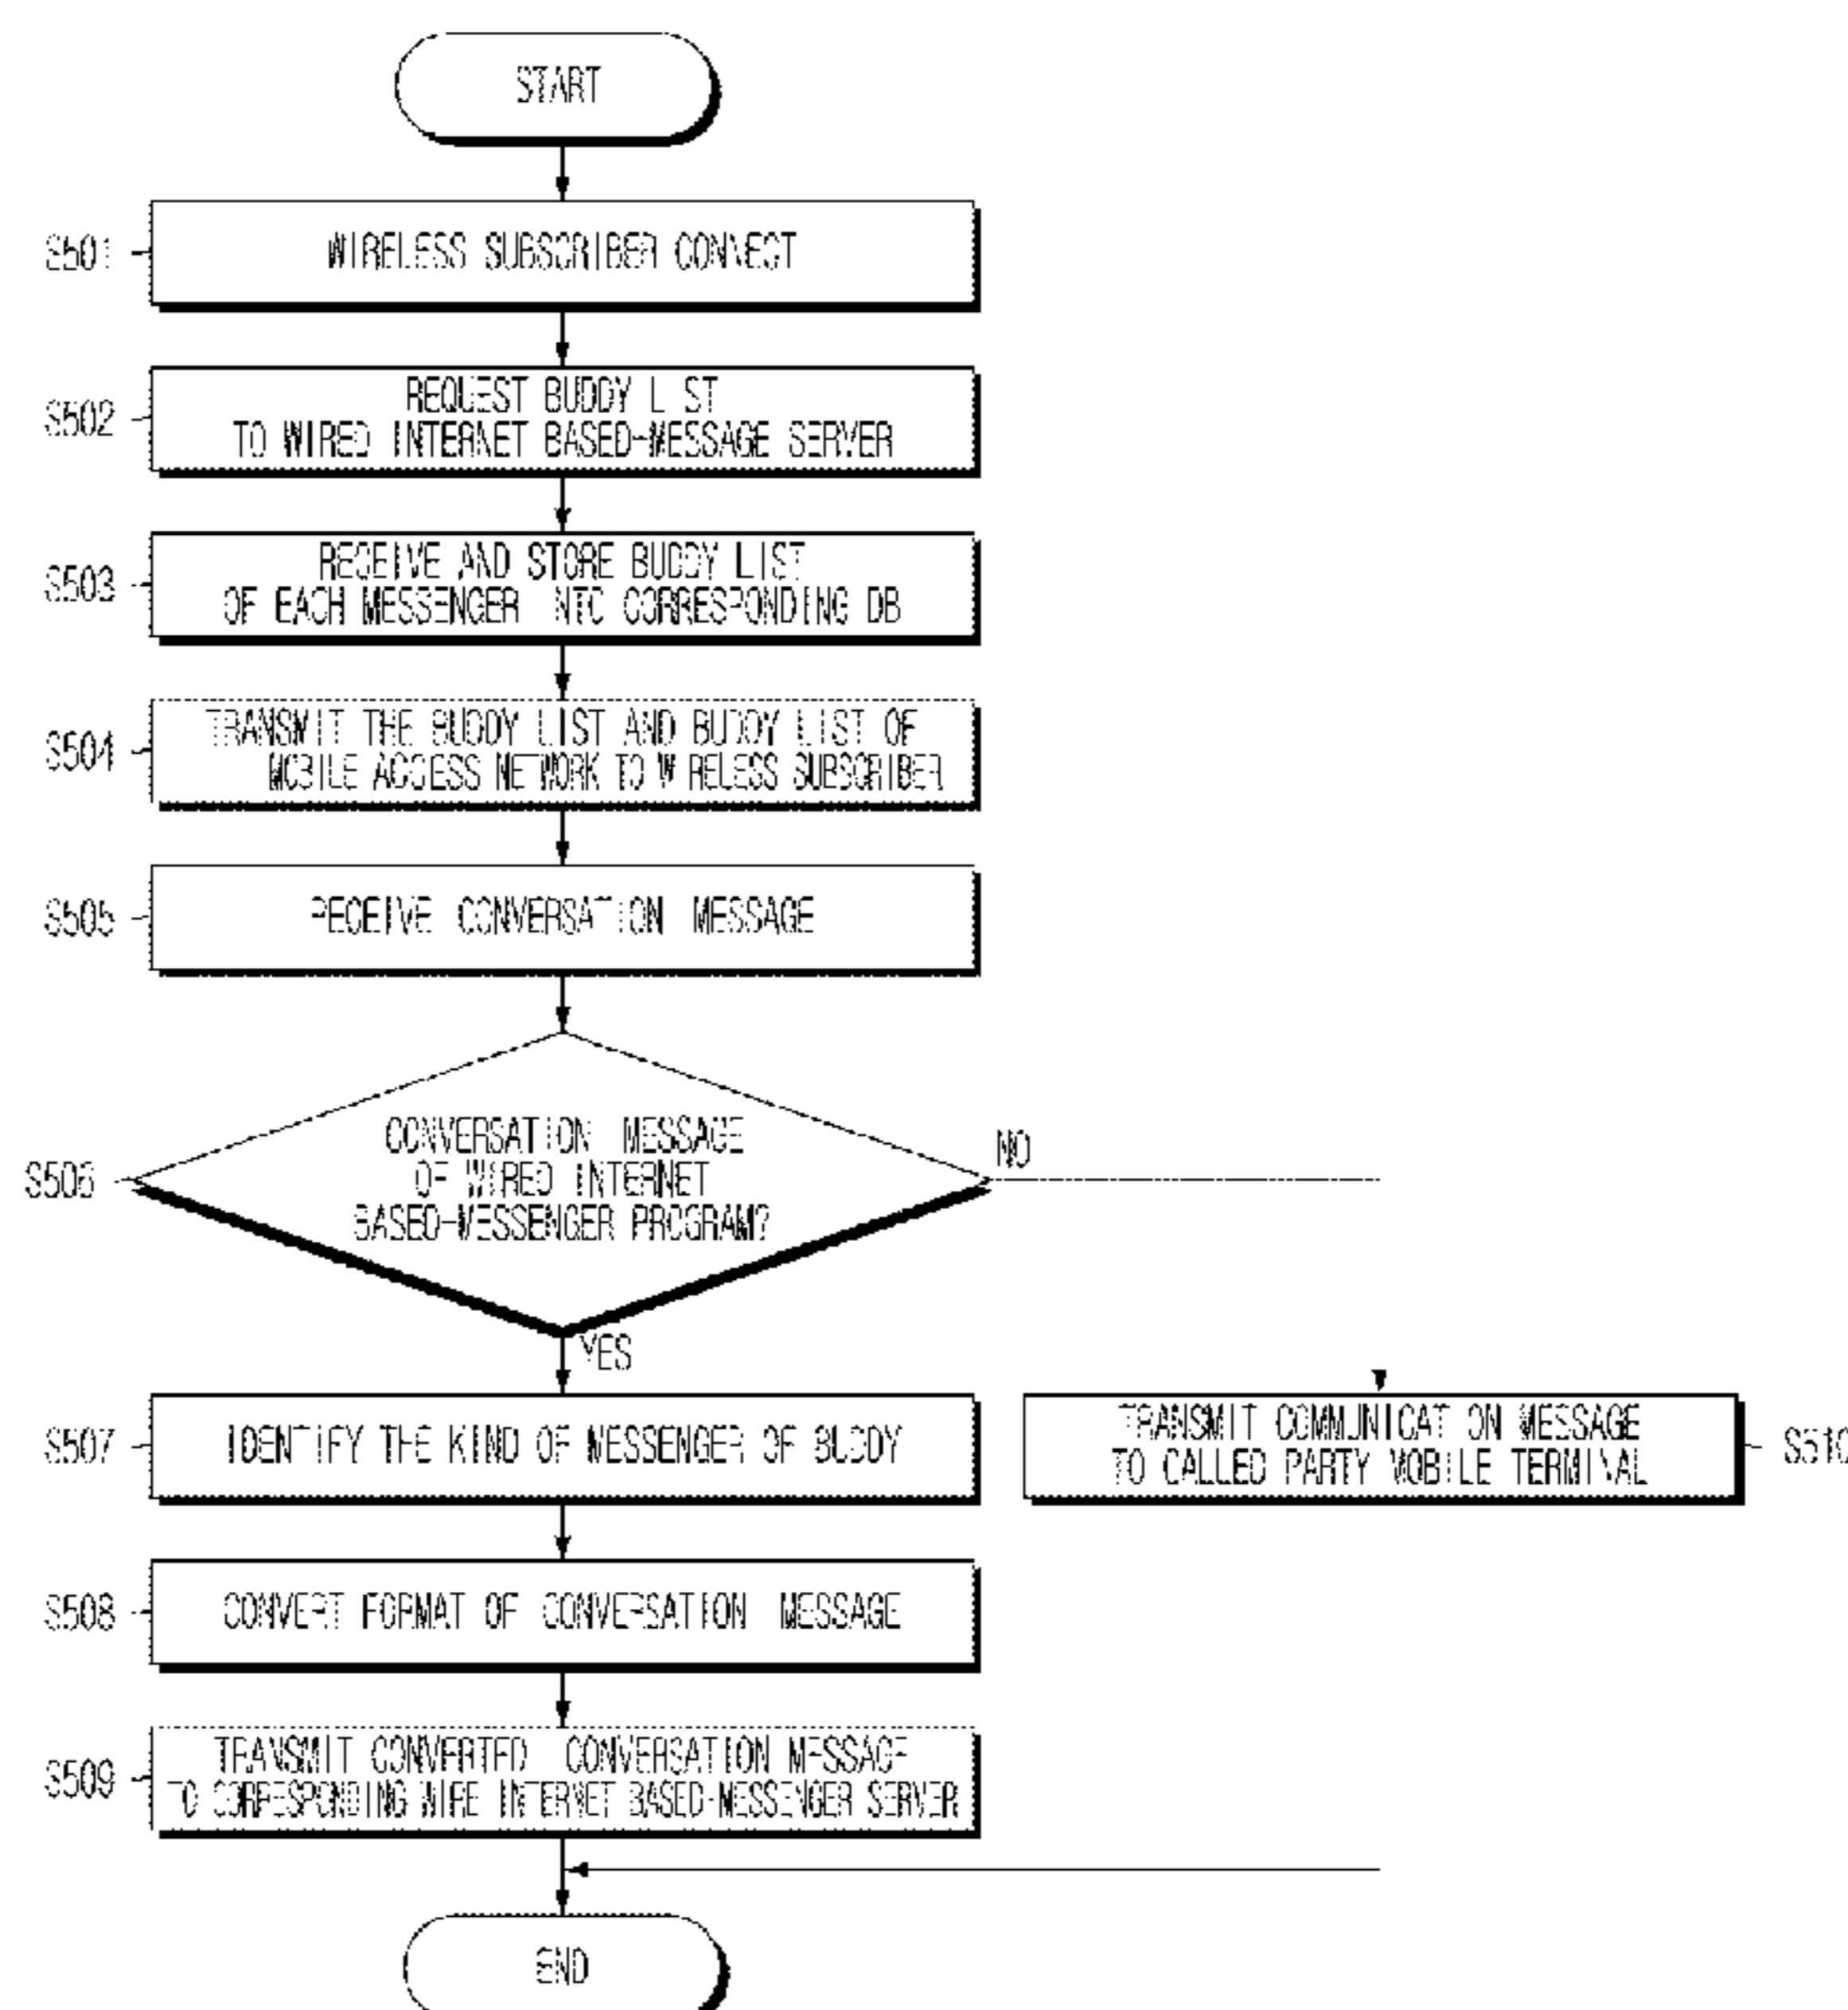 START
S501
WIRELESS SUBSCRIBER CONNECT
S502
REQUEST BUDDY LIST
TO WIRED INTERNET BASED-MESSAGE SERVER
S503
RECEIVE AND STORE BUDDY LIST
OF EACH MESSENGER INTO CORRESPONDING DB
S504
TRANSMIT THE BUDDY LIST AND BUDDY LIST OF
MOBILE ACCESS NETWORK TO WIRELESS SUBSCRIBER
S505
RECEIVE CONVERSATION MESSAGE
S506
CONVERSATION MESSAGE
OF WIRED INTERNET
BASED-MESSENGER PROGRAM?
NO
YES
S507
IDENTIFY THE KIND OF MESSENGER OF BUDDY
TRANSMIT COMMUNICATION MESSAGE
TO CALLED PARTY MOBILE TERMINAL
S510
S508
CONVERT FORMAT OF CONVERSATION MESSAGE
S509
TRANSMIT CONVERTED CONVERSATION MESSAGE
TO CORRESPONDING WIRE INTERNET BASED-MESSENGER SERVER
END